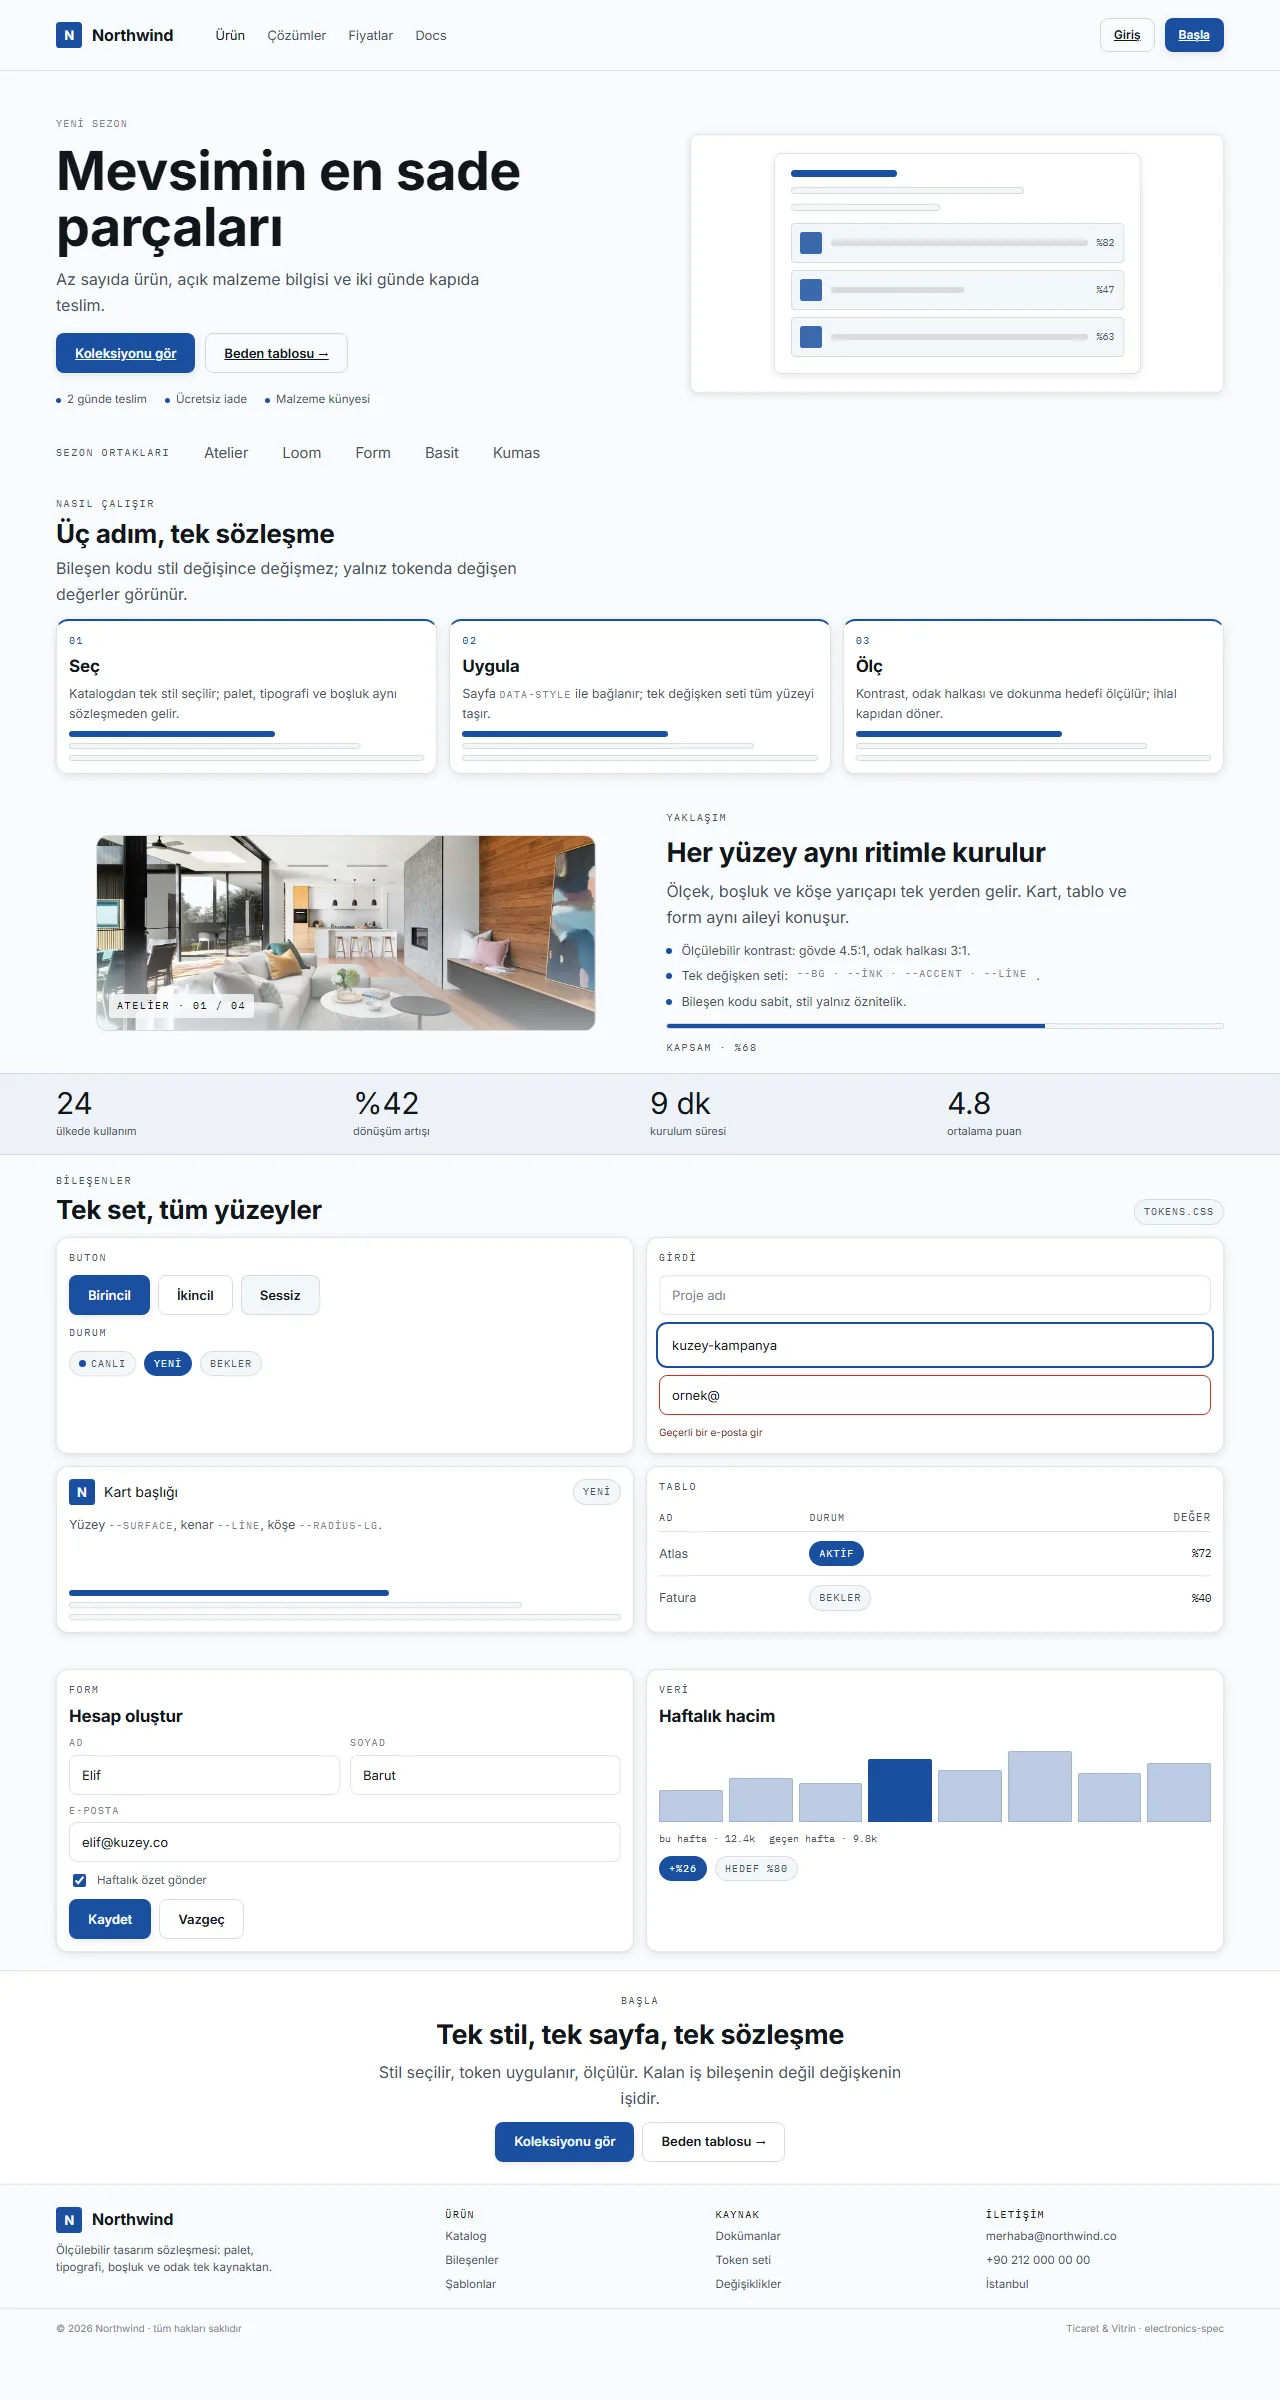 N Northwind Ürün Çözümler Fiyatlar Docs Giriş Başla
YENİ SEZON
Mevsimin en sade
parçaları
Az sayıda ürün, açık malzeme bilgisi ve iki günde kapıda
teslim.
Koleksiyonu gör Beden tablosu →
2 günde teslim Ücretsiz iade Malzeme künyesi
%82
%47
%63
SEZON ORTAKLARI Atelier Loom Form Basit Kumas
NASIL ÇALIŞIR
Üç adım, tek sözleşme
Bileşen kodu stil değişince değişmez; yalnız tokenda değişen
değerler görünür.
01
Seç
Katalogdan tek stil seçilir; palet, tipografi ve boşluk aynı
sözleşmeden gelir.
02
Uygula
Sayfa DATA-STYLE ile bağlanır; tek değişken seti tüm yüzeyi
taşır.
03
Ölç
Kontrast, odak halkası ve dokunma hedefi ölçülür; ihlal
kapıdan döner.
ATELİER · 01 / 04
YAKLAŞIM
Her yüzey aynı ritimle kurulur
Ölçek, boşluk ve köşe yarıçapı tek yerden gelir. Kart, tablo ve
form aynı aileyi konuşur.
Ölçülebilir kontrast: gövde 4.5:1, odak halkası 3:1.
Tek değişken seti: --BG · --İNK · --ACCENT · --LİNE .
Bileşen kodu sabit, stil yalnız öznitelik.
KAPSAM · %68
24
ülkede kullanım
%42
dönüşüm artışı
9 dk
kurulum süresi
4.8
ortalama puan
BİLEŞENLER
Tek set, tüm yüzeyler
TOKENS.CSS
BUTON
Birincil İkincil Sessiz
DURUM
CANLI YENİ BEKLER
GİRDİ
Proje adı
kuzey-kampanya
ornek@
Geçerli bir e-posta gir
N Kart başlığı YENİ
Yüzey --SURFACE, kenar --LİNE, köşe --RADİUS-LG.
TABLO
AD DURUM DEĞER
Atlas AKTİF %72
Fatura BEKLER %40
FORM
Hesap oluştur
AD SOYAD
Elif Barut
E-POSTA
elif@kuzey.co
Haftalık özet gönder
Kaydet Vazgeç
VERİ
Haftalık hacim
bu hafta · 12.4k geçen hafta · 9.8k
+%26 HEDEF %80
BAŞLA
Tek stil, tek sayfa, tek sözleşme
Stil seçilir, token uygulanır, ölçülür. Kalan iş bileşenin değil değişkenin
işidir.
Koleksiyonu gör Beden tablosu →
N Northwind
Ölçülebilir tasarım sözleşmesi: palet,
tipografi, boşluk ve odak tek kaynaktan.
ÜRÜN
Katalog
Bileşenler
Şablonlar
KAYNAK
Dokümanlar
Token seti
Değişiklikler
İLETİŞİM
merhaba@northwind.co
+90 212 000 00 00
İstanbul
© 2026 Northwind · tüm hakları saklıdır
Ticaret & Vitrin · electronics-spec